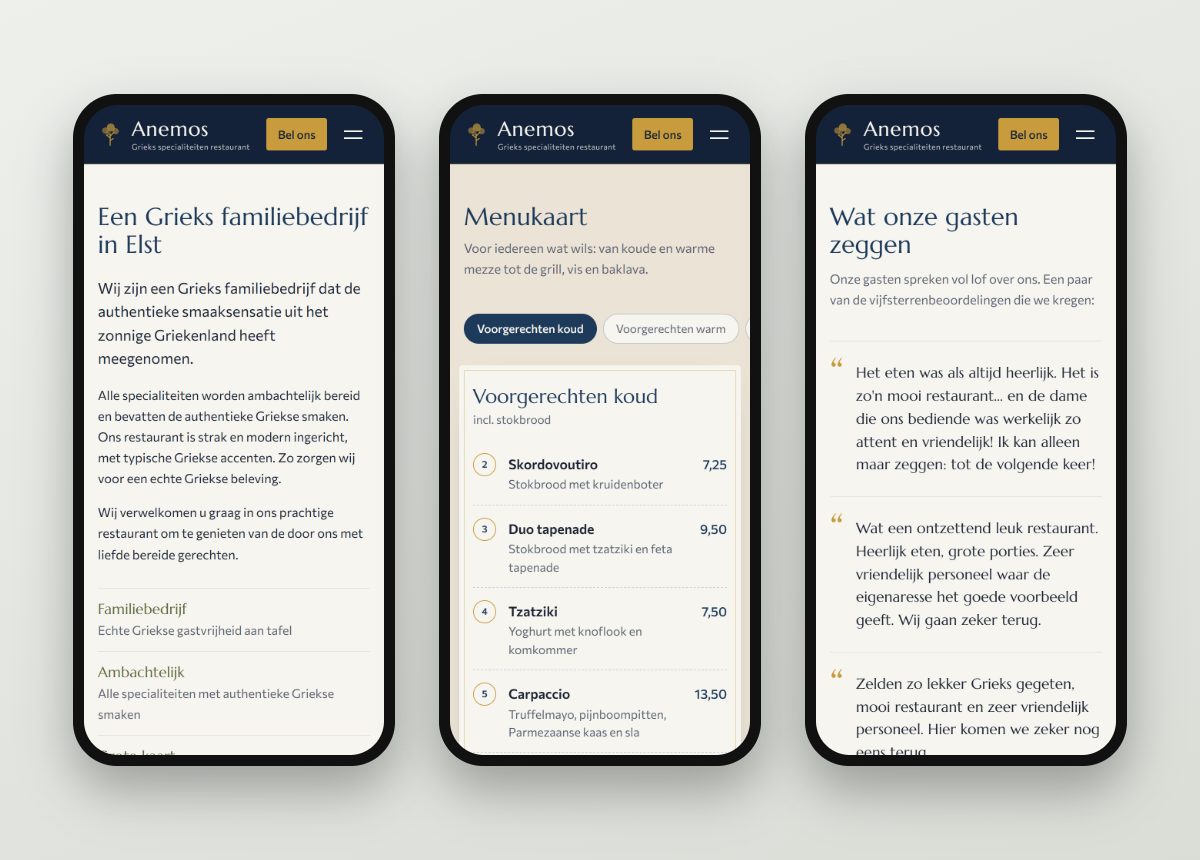 Anemos
Grieks specialiteiten restaurant
Bel ons
Een Grieks familiebedrijf
in Elst
Wij zijn een Grieks familiebedrijf dat de
authentieke smaaksensatie uit het
zonnige Griekenland heeft
meegenomen.
Alle specialiteiten worden ambachtelijk bereid
en bevatten de authentieke Griekse smaken.
Ons restaurant is strak en modern ingericht,
met typische Griekse accenten. Zo zorgen wij
voor een echte Griekse beleving.
Wij verwelkomen u graag in ons prachtige
restaurant om te genieten van de door ons met
liefde bereide gerechten.
Familiebedrijf
Echte Griekse gastvrijheid aan tafel
Ambachtelijk
Alle specialiteiten met authentieke Griekse
smaken
Grote kaart
Anemos
Grieks specialiteiten restaurant
Bel ons
Menukaart
Voor iedereen wat wils: van koude en warme
mezze tot de grill, vis en baklava.
Voorgerechten koud
Voorgerechten warm
Voorgerechten koud
incl. stokbrood
2 Skordovoutiro 7,25
Stokbrood met kruidenboter
3 Duo tapenade 9,50
Stokbrood met tzatziki en feta
tapenade
4 Tzatziki 7,50
Yoghurt met knoflook en
komkommer
5 Carpaccio 13,50
Truffelmayo, pijnboompitten,
Parmezaanse kaas en sla
Anemos
Grieks specialiteiten restaurant
Bel ons
Wat onze gasten
zeggen
Onze gasten spreken vol lof over ons. Een paar
van de vijfsterrenbeoordelingen die we kregen:
“ Het eten was als altijd heerlijk. Het is
zo'n mooi restaurant... en de dame
die ons bediende was werkelijk zo
attent en vriendelijk! Ik kan alleen
maar zeggen: tot de volgende keer!
“ Wat een ontzettend leuk restaurant.
Heerlijk eten, grote porties. Zeer
vriendelijk personeel waar de
eigenaresse het goede voorbeeld
geeft. Wij gaan zeker terug.
“ Zelden zo lekker Grieks gegeten,
mooi restaurant en zeer vriendelijk
personeel. Hier komen we zeker nog
eens terug